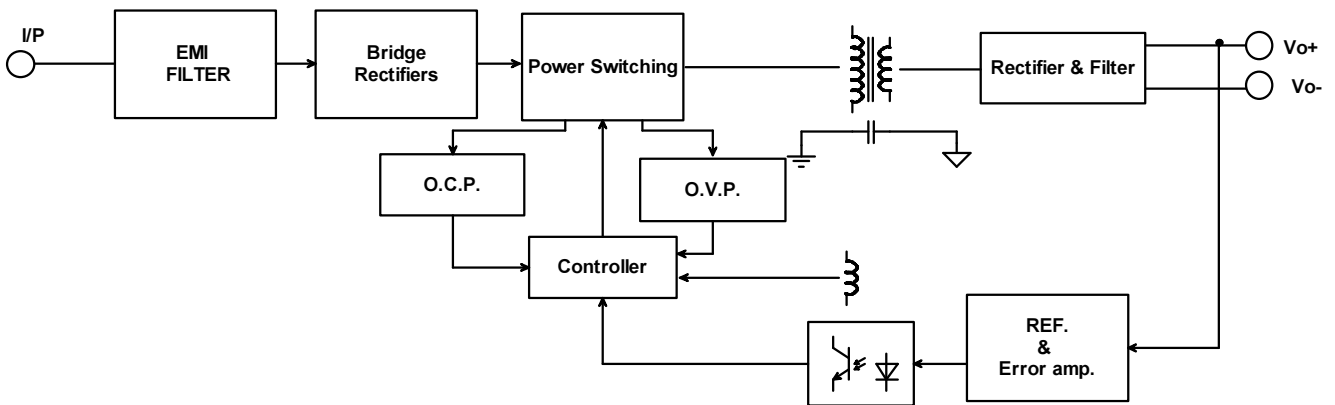 I/P
EMI
FILTER
Bridge
Rectifiers
Power Switching
Rectifier & Filter
Vo+
Vo-
O.C.P.
O.V.P.
Controller
REF.
&
Error amp.